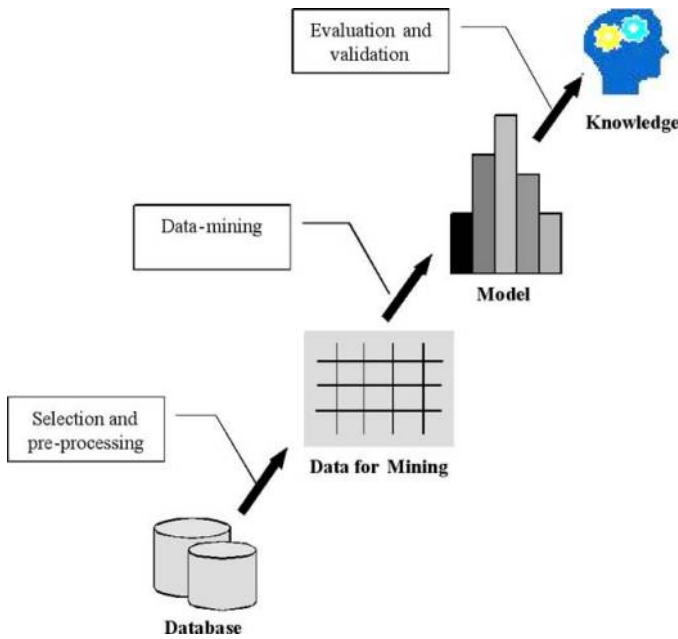 Evaluation and
validation
Knowledge
Data-mining
Model
Selection and
pre-processing
Data for Mining
Database